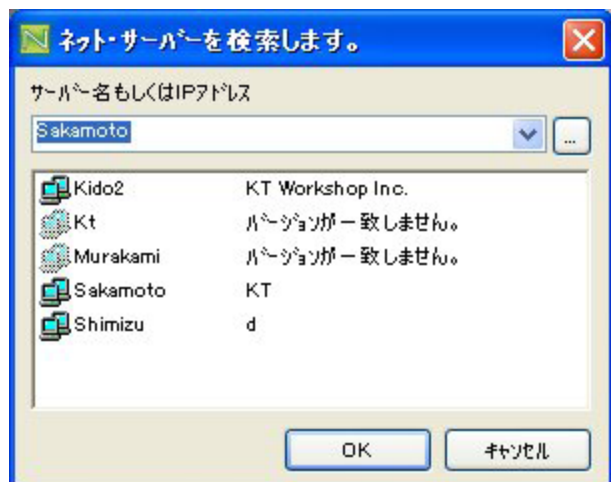 ネット・サーバーを検索します。
サーバー名もしくはIPアドレス
Sakamoto
...
Kido2 KT Workshop Inc.
Kt バージョンが一致しません。
Murakami バージョンが一致しません。
Sakamoto KT
Shimizu d
OK キャンセル